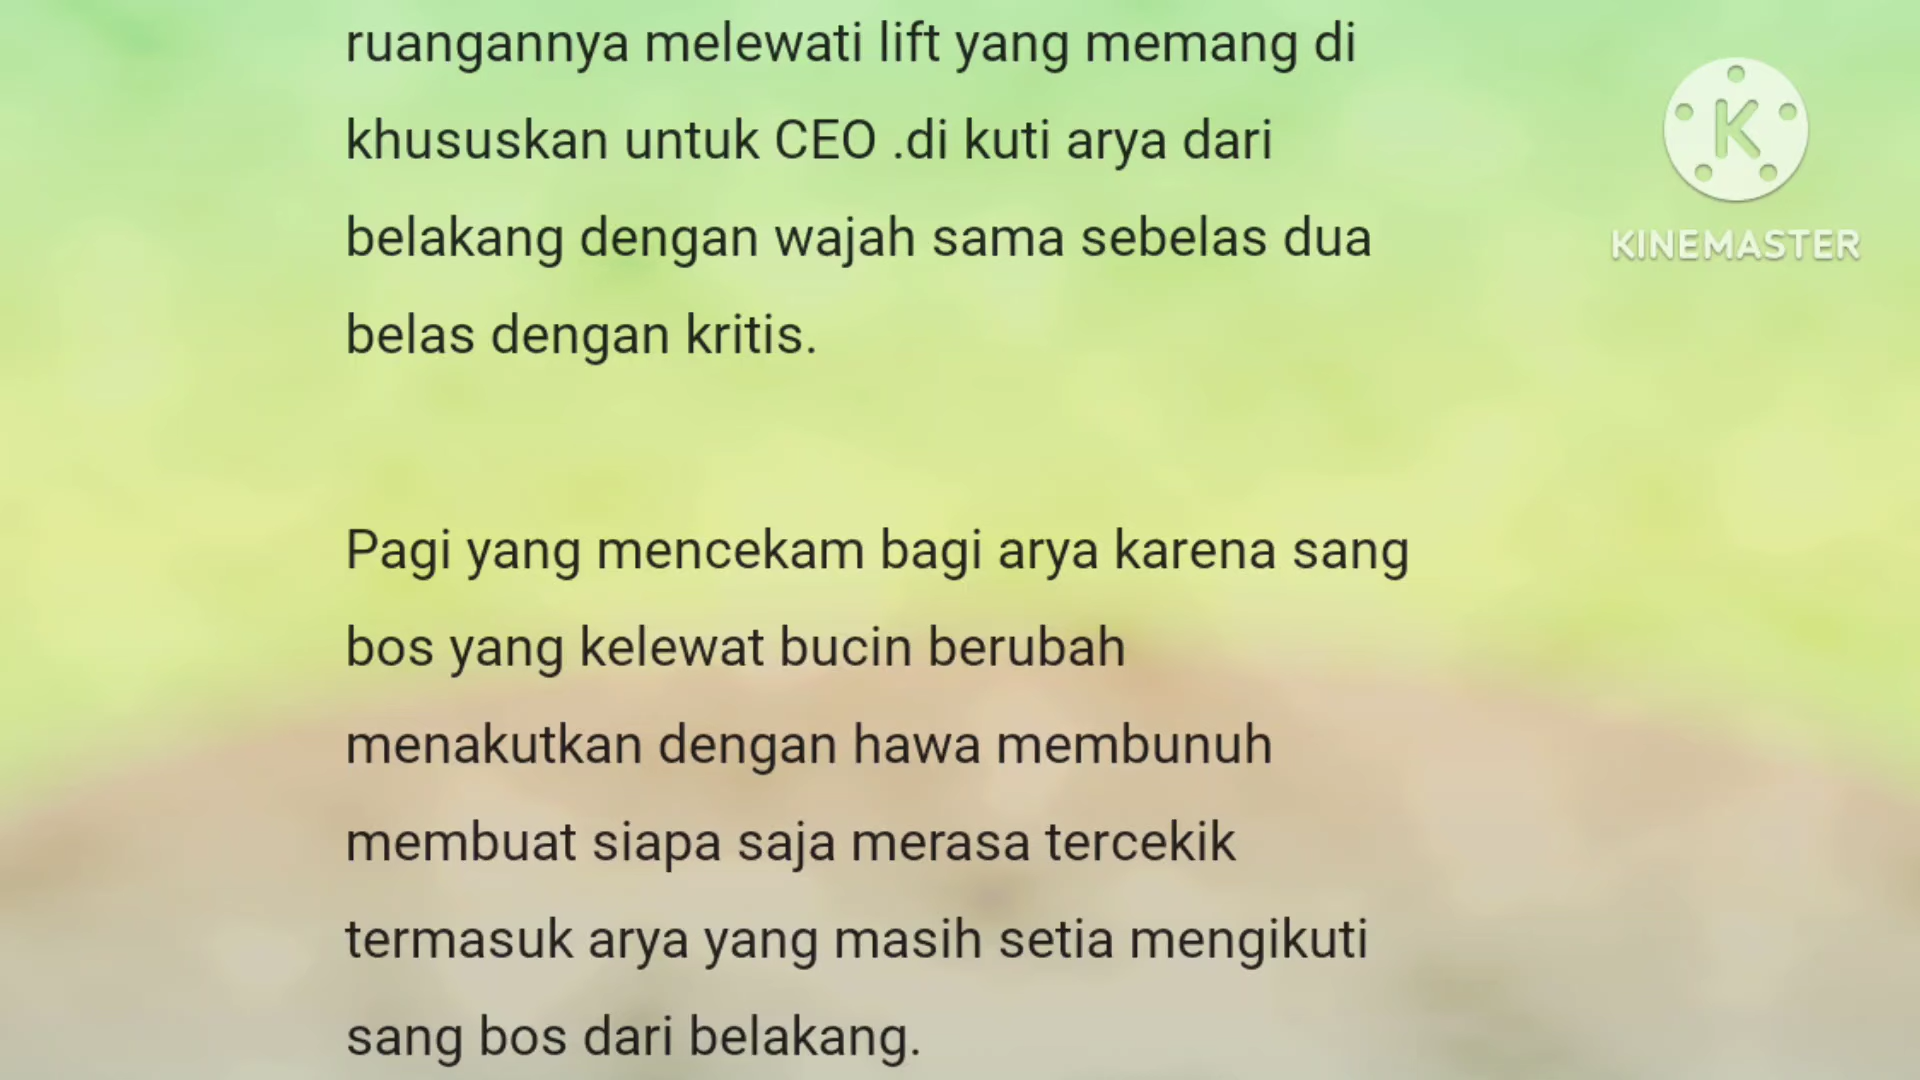 ruangannya melewati lift yang memang di
khususkan untuk CEO .di kuti arya dari
belakang dengan wajah sama sebelas dua
belas dengan kritis.
Pagi yang mencekam bagi arya karena sang
bos yang kelewat bucin berubah
menakutkan dengan hawa membunuh
membuat siapa saja merasa tercekik
termasuk arya yang masih setia mengikuti
sang bos dari belakang.
K
KINEMASTER